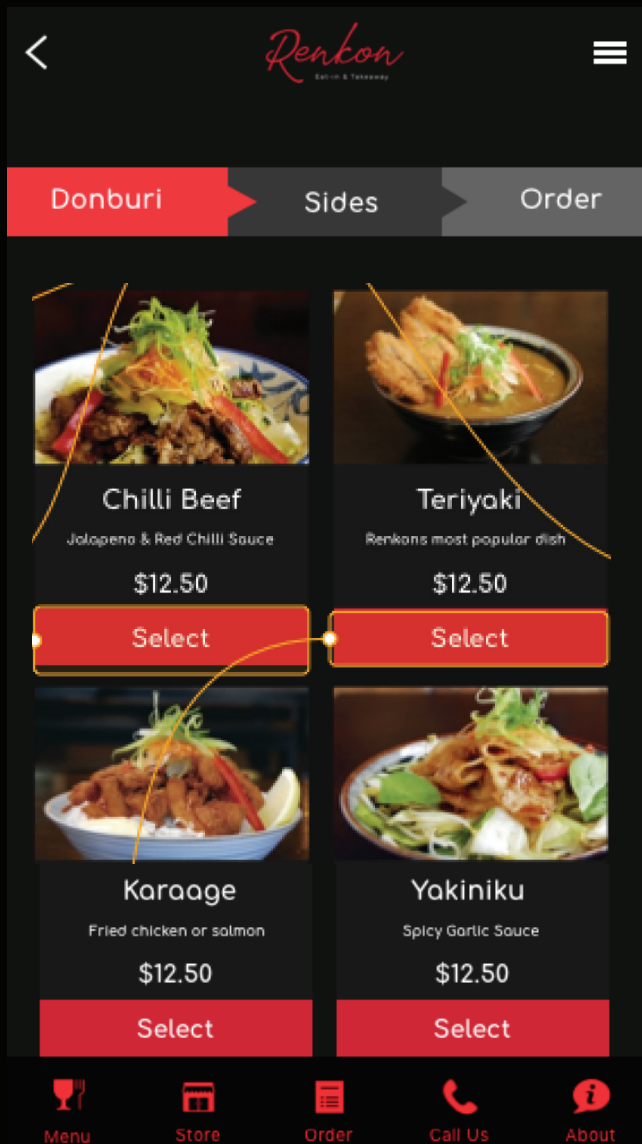 Renkon
Eat-in & Takeaway
Donburi
Sides
Order
Chilli Beef
Jalapeno & Red Chilli Sauce
$12.50
Select
Teriyaki
Renkons most popular dish
$12.50
Select
Karaage
Fried chicken or salmon
$12.50
Select
Yakiniku
Spicy Garlic Sauce
$12.50
Select
Menu
Store
Order
Call Us
About